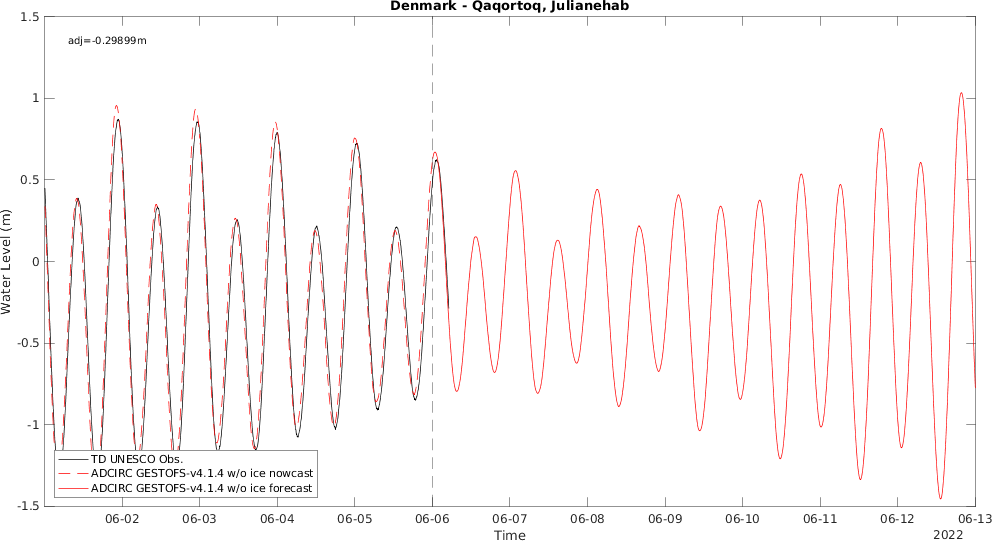 Denmark - Qaqortoq, Julianehab
adj=-0.29899m
1.5
1
0.5
0
-0.5
-1
-1.5
Water Level (m)
TD UNESCO Obs.
ADCIRC GESTOFS-v4.1.4 w/o ice nowcast
ADCIRC GESTOFS-v4.1.4 w/o ice forecast
06-02 06-03 06-04 06-05 06-06 06-07 06-08 06-09 06-10 06-11 06-12 06-13
Time
2022